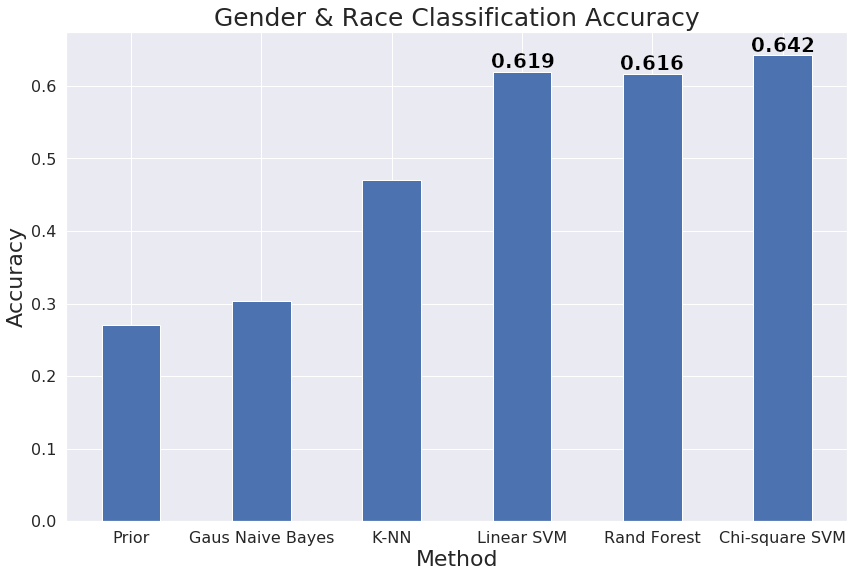 Gender & Race Classification Accuracy
0.619
0.616
0.642
Accuracy
0.6
0.5
0.4
0.3
0.2
0.1
0.0
Prior
Gaus Naive Bayes
K-NN
Linear SVM
Rand Forest
Chi-square SVM
Method